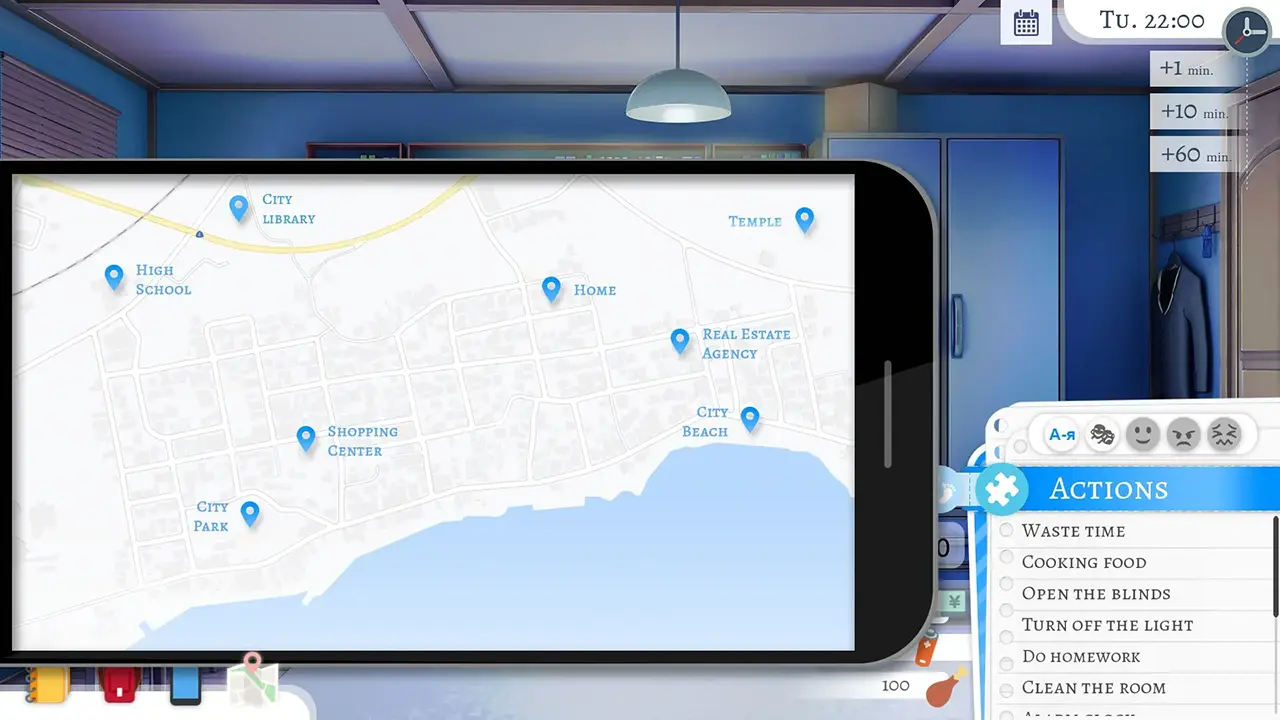 Tu. 22:00
+1 min.
+10 min.
+60 min.
City
library
Temple
High
School
Home
Real Estate
Agency
City
Beach
Shopping
Center
City
Park
А-я
Actions
Waste time
Cooking food
Open the blinds
Turn off the light
Do homework
Clean the room
Alarm clock
0
¥
100